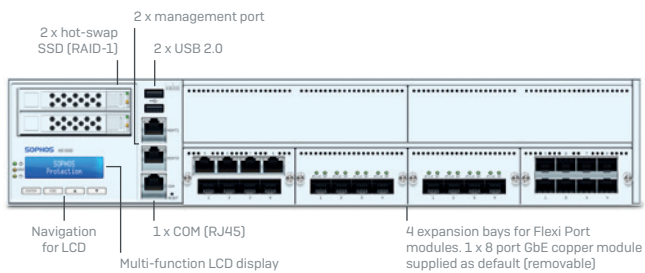 2 x management port
2 x hot-swap
SSD (RAID-1)
2 x USB 2.0
SOPHOS
SOPHOS
Protection
1 x COM (RJ45)
Navigation
for LCD
Multi-function LCD display
4 expansion bays for Flexi Port
modules. 1 x 8 port GbE copper module
supplied as default (removable)